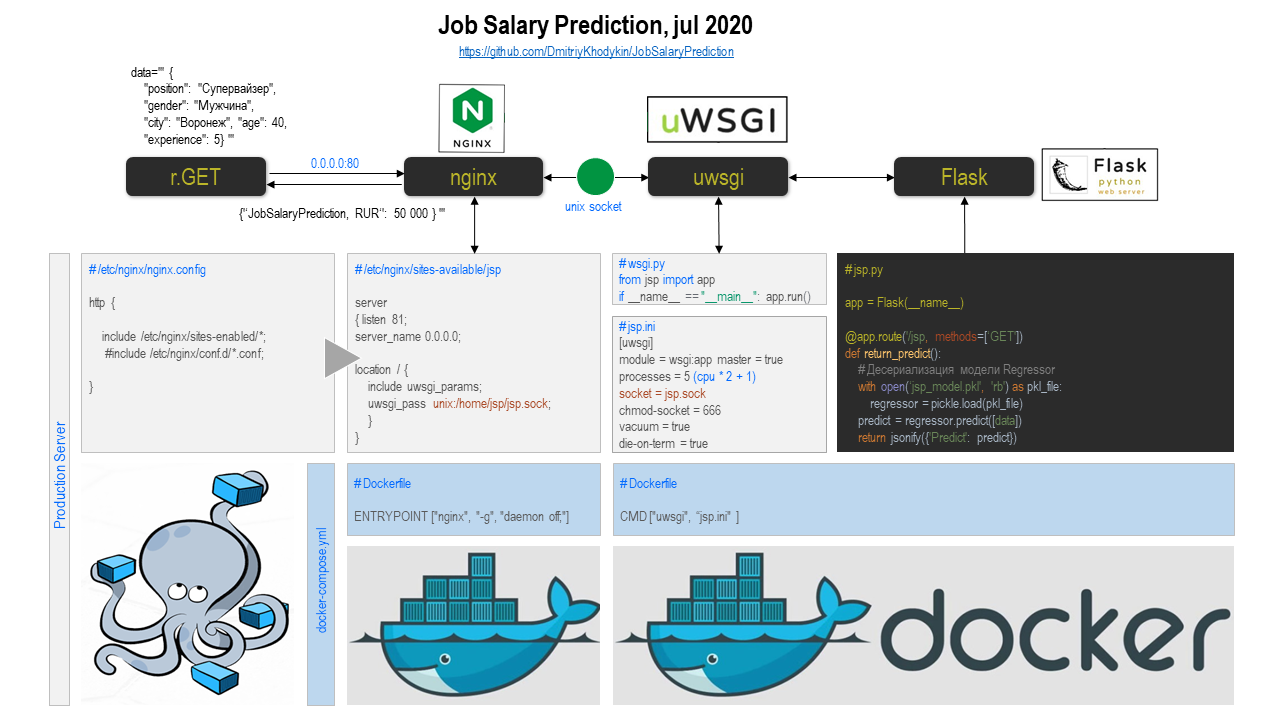 Job Salary Prediction, jul 2020
https://github.com/DmitriyKhodykin/JobSalaryPrediction
data='" {
"position": "Супервайзер",
"gender": "Мужчина",
"city": "Воронеж", "age": 40,
"experience": 5} '"
NGINX
uWSGI
r.GET
0.0.0.0:80
nginx
unix socket
uwsgi
Flask
Flask
python
web server
{"JobSalaryPrediction, RUR'": 50 000 } '"
Production Server
#/etc/nginx/nginx.config
http {
include /etc/nginx/sites-enabled/*;
#include /etc/nginx/conf.d/*.conf;
}
#/etc/nginx/sites-available/jsp
server
{ listen 81;
server_name 0.0.0.0;
location / {
include uwsgi_params;
uwsgi_pass unix:/home/jsp/jsp.sock;
}
}
#wsgi.py
from jsp import app
if __name__ == "__main__": app.run()
#jsp.ini
[uwsgi]
module = wsgi:app master = true
processes = 5 (cpu * 2 + 1)
socket = jsp.sock
chmod-socket = 666
vacuum = true
die-on-term = true
#jsp.py
app = Flask(__name__)
@app.route('/jsp, methods=['GET'])
def return_predict():
# Десериализация модели Regressor
with open('jsp_model.pkl', 'rb') as pkl_file:
regressor = pickle.load(pkl_file)
predict = regressor.predict([data])
return jsonify({'Predict': predict})
docker-compose.yml
#Dockerfile
ENTRYPOINT ["nginx", "-g", "daemon off;"]
#Dockerfile
CMD ["uwsgi", "jsp.ini" ]
docker